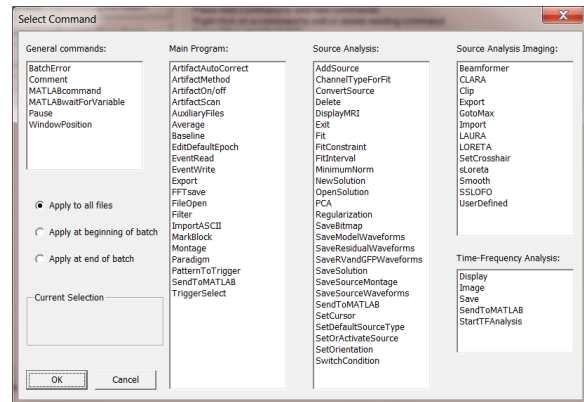 Select Command
General commands:
BatchError
Comment
MATLABcommand
MATLABwaitForVariable
Pause
WindowPosition
Apply to all files
Apply at beginning of batch
Apply at end of batch
Current Selection
OK
Cancel
Main Program:
ArtifactAutoCorrect
ArtifactMethod
ArtifactOn/off
ArtifactScan
AuxiliaryFiles
Average
Baseline
EditDefaultEpoch
EventRead
EventWrite
Export
FFTsave
FileOpen
Filter
ImportASCII
MarkBlock
Montage
Paradigm
PatternToTrigger
SendToMATLAB
TriggerSelect
Source Analysis:
AddSource
ChannelTypeForFit
ConvertSource
Delete
DisplayMRI
Exit
Fit
FitConstraint
FitInterval
MinimumNorm
NewSolution
OpenSolution
PCA
Regularization
SaveBitmap
SaveModelWaveforms
SaveResidualWaveforms
SaveRVandGFPWaveforms
SaveSolution
SaveSourceMontage
SaveSourceWaveforms
SendToMATLAB
SetCursor
SetDefaultSourceType
SetOrActivateSource
SetOrientation
SwitchCondition
Source Analysis Imaging:
Beamformer
CLARA
Clip
Export
GotoMax
Import
LAURA
LORETA
SetCrosshair
sLoreta
Smooth
SSLOFO
UserDefined
Time-Frequency Analysis:
Display
Image
Save
SendToMATLAB
StartTFAnalysis